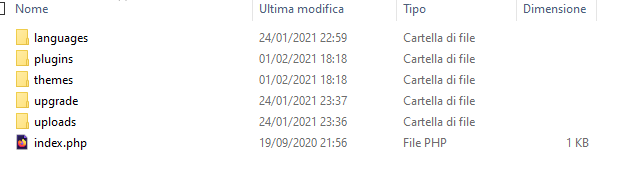 Nome Ultima modifica Tipo Dimensione
languages 24/01/2021 22:59 Cartella di file
plugins 01/02/2021 18:18 Cartella di file
themes 01/02/2021 18:18 Cartella di file
upgrade 24/01/2021 23:37 Cartella di file
uploads 24/01/2021 23:36 Cartella di file
index.php 19/09/2020 21:56 File PHP 1 KB